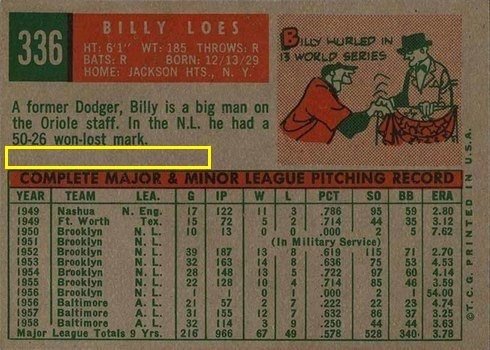 336
BILLY LOES
HT: 6'1" WT: 185 THROWS: R
BATS: R BORN: 12/13/29
HOME: JACKSON HTS., N. Y.
A former Dodger, Billy is a big man on
the Oriole staff. In the N.L. he had a
50-26 won-lost mark.
BILLY HURLED IN
13 WORLD SERIES
COMPLETE MAJOR & MINOR LEAGUE PITCHING RECORD
YEAR TEAM LEA. G IP W L PCT SO BB ERA
1949 Nashua N. Eng. 17 122 11 3 .786 95 59 2.80
1949 Ft. Worth Tex. 15 72 5 2 .714 44 35 3.12
1950 Brooklyn N. L. 10 13 0 0 .000 2 5 7.62
1951 Brooklyn N. L. (In Military Service)
1952 Brooklyn N. L. 39 187 13 8 .619 115 71 2.70
1953 Brooklyn N. L. 32 163 14 8 .636 75 53 4.53
1954 Brooklyn N. L. 28 148 13 5 .722 97 60 4.14
1955 Brooklyn N. L. 22 128 10 4 .714 85 46 3.59
1956 Brooklyn N. L. 1 1 0 1 .000 2 1 54.00
1956 Baltimore A. L. 21 57 2 7 .222 22 23 4.74
1957 Baltimore A. L. 31 155 12 7 .632 86 37 3.25
1958 Baltimore A. L. 32 114 3 9 .250 44 44 3.63
Major League Totals 9 Yrs. 216 966 67 49 .578 528 340 3.78
© T. C. G. PRINTED IN U.S.A.